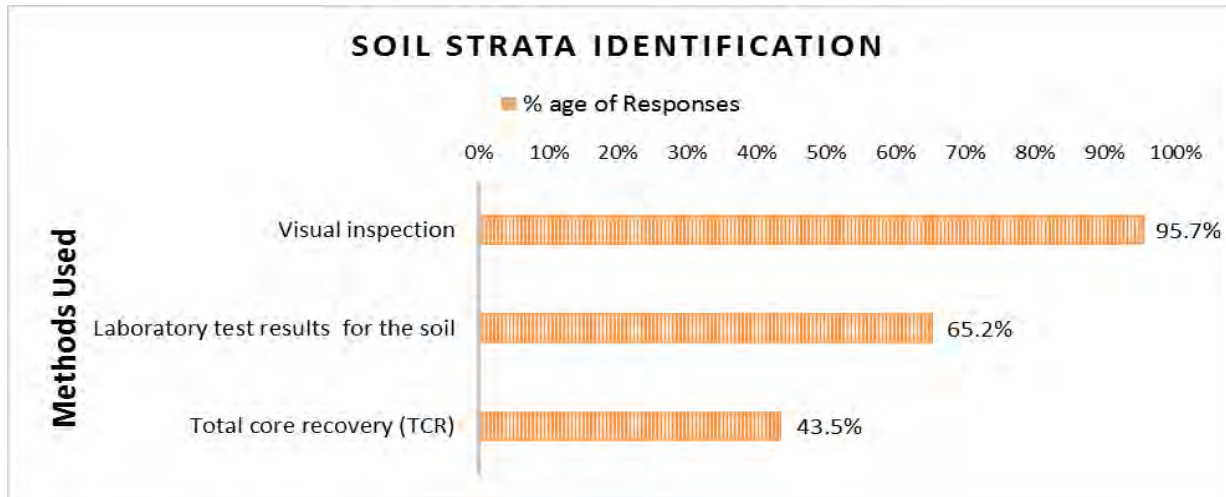 SOIL STRATA IDENTIFICATION
% age of Responses
0% 10% 20% 30% 40% 50% 60% 70% 80% 90% 100%
Methods Used
Visual inspection 95.7%
Laboratory test results for the soil 65.2%
Total core recovery (TCR) 43.5%